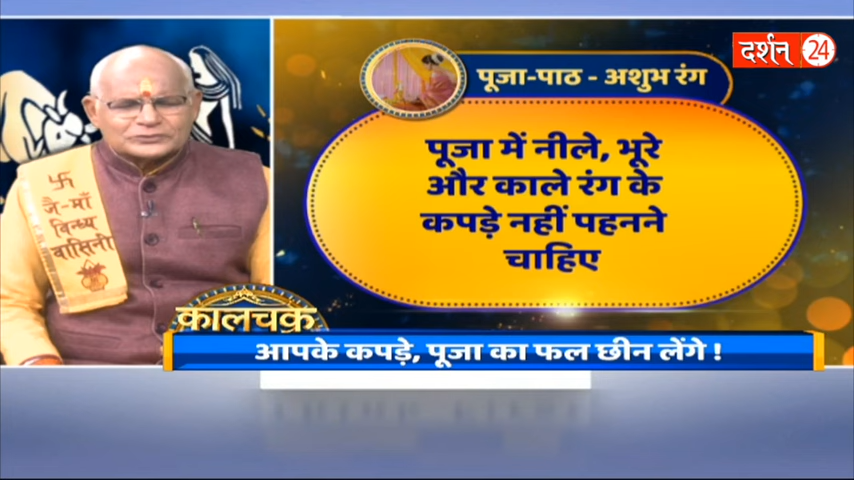 दर्शन 24
पूजा-पाठ - अशुभ रंग
पूजा में नीले, भूरे
और काले रंग के
कपड़े नहीं पहनने
चाहिए
जै-माँ
विन्ध्य
वासिनी
कालचक्र
आपके कपड़े, पूजा का फल छीन लेंगे !